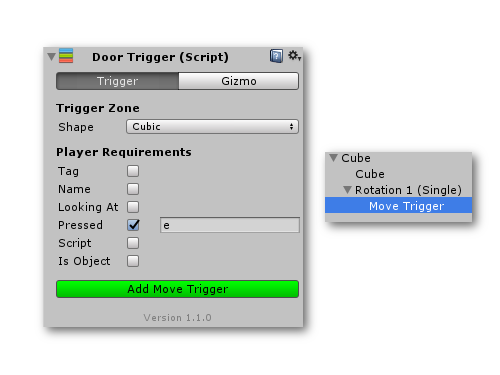 Door Trigger (Script)
Trigger Gizmo
Trigger Zone
Shape Cubic
Player Requirements
Tag
Name
Looking At
Pressed e
Script
Is Object
Add Move Trigger
Version 1.1.0
Cube
Cube
Rotation 1 (Single)
Move Trigger